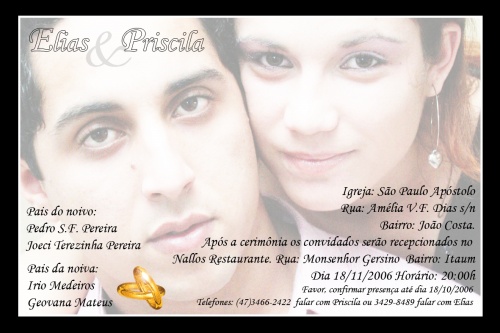 Elias & Priscila
Igreja: São Paulo Apóstolo
Rua: Amélia V.F. Dias s/n
Bairro: João Costa.
Após a cerimônia os convidados serão recepcionados no
Nallos Restaurante. Rua: Monsenhor Gersino Bairro: Itaum
Dia 18/11/2006 Horário: 20:00h
Favor, confirmar presença até dia 18/10/2006
Telefones: (47)3466-2422 falar com Priscila ou 3429-8489 falar com Elias
Pais do noivo:
Pedro S.F. Pereira
Joeci Terezinha Pereira
Pais da noiva:
Irio Medeiros
Geovana Mateus